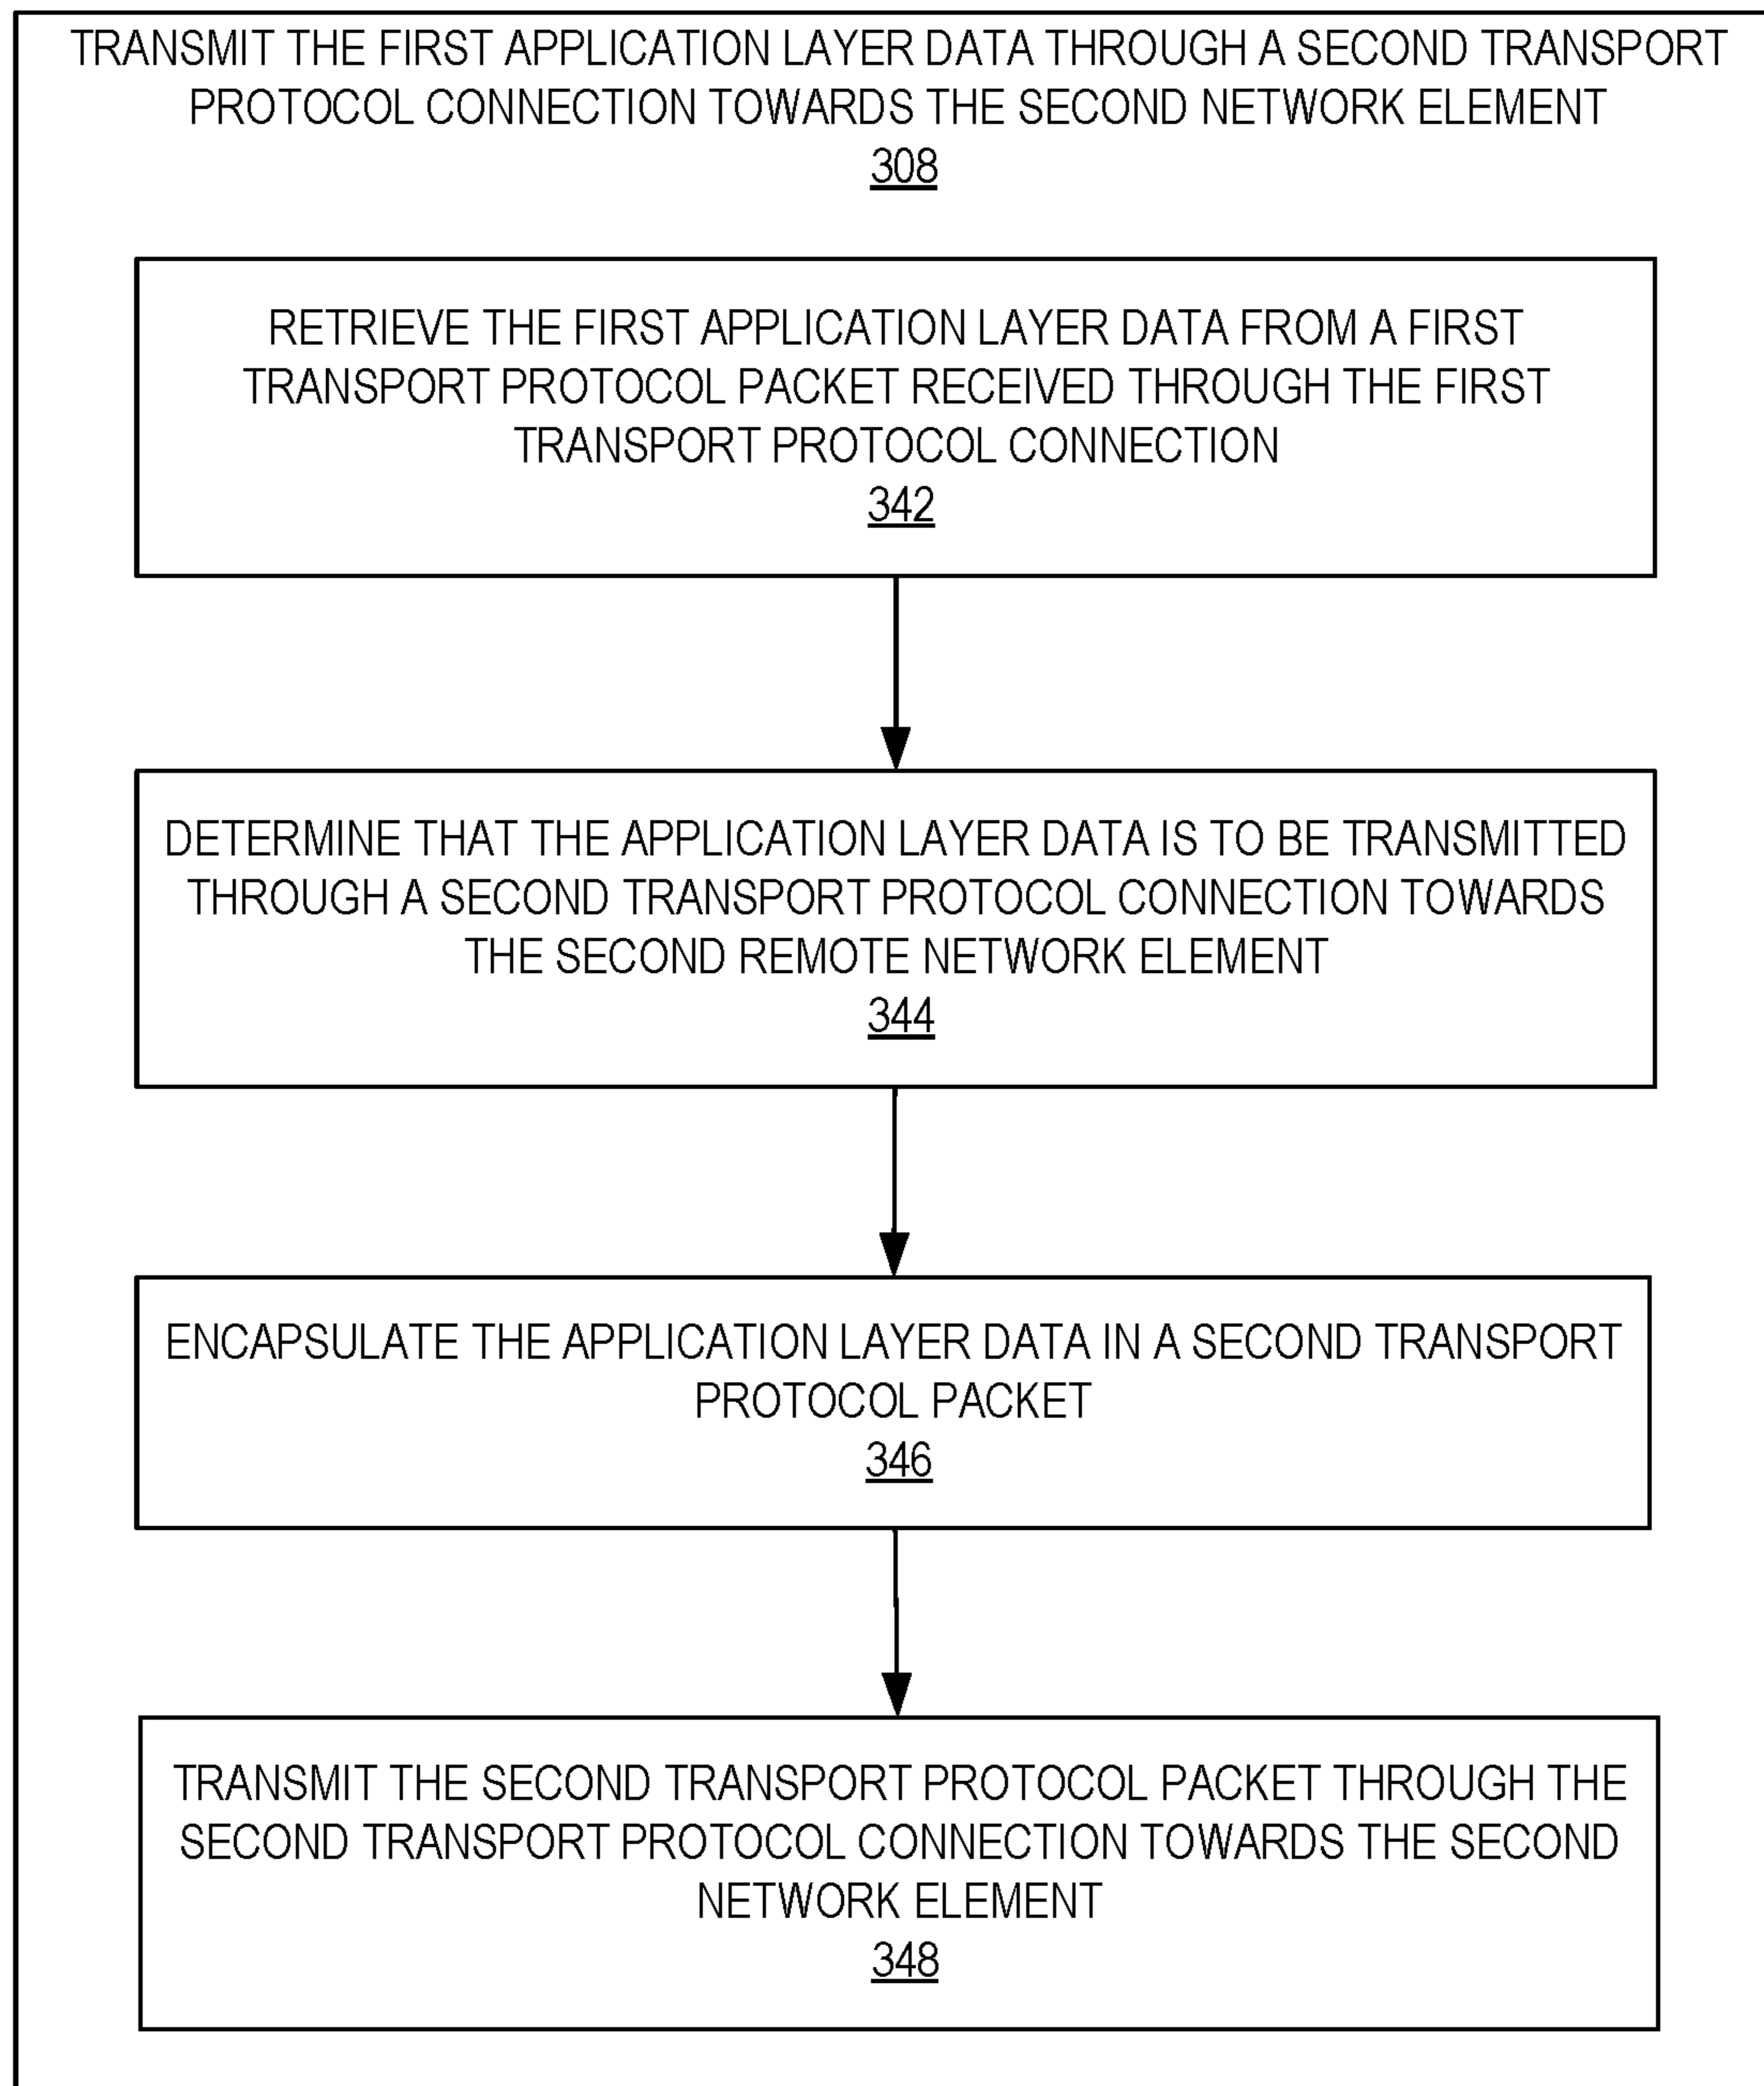 TRANSMIT THE FIRST APPLICATION LAYER DATA THROUGH A SECOND TRANSPORT
PROTOCOL CONNECTION TOWARDS THE SECOND NETWORK ELEMENT
308
RETRIEVE THE FIRST APPLICATION LAYER DATA FROM A FIRST
TRANSPORT PROTOCOL PACKET RECEIVED THROUGH THE FIRST
TRANSPORT PROTOCOL CONNECTION
342
DETERMINE THAT THE APPLICATION LAYER DATA IS TO BE TRANSMITTED
THROUGH A SECOND TRANSPORT PROTOCOL CONNECTION TOWARDS
THE SECOND REMOTE NETWORK ELEMENT
344
ENCAPSULATE THE APPLICATION LAYER DATA IN A SECOND TRANSPORT
PROTOCOL PACKET
346
TRANSMIT THE SECOND TRANSPORT PROTOCOL PACKET THROUGH THE
SECOND TRANSPORT PROTOCOL CONNECTION TOWARDS THE SECOND
NETWORK ELEMENT
348